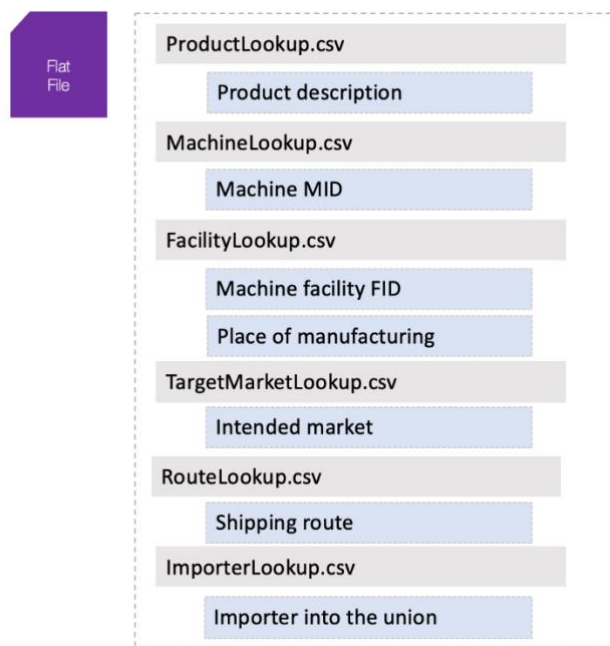 Flat
File
ProductLookup.csv
Product description
MachineLookup.csv
Machine MID
FacilityLookup.csv
Machine facility FID
Place of manufacturing
TargetMarketLookup.csv
Intended market
RouteLookup.csv
Shipping route
ImporterLookup.csv
Importer into the union